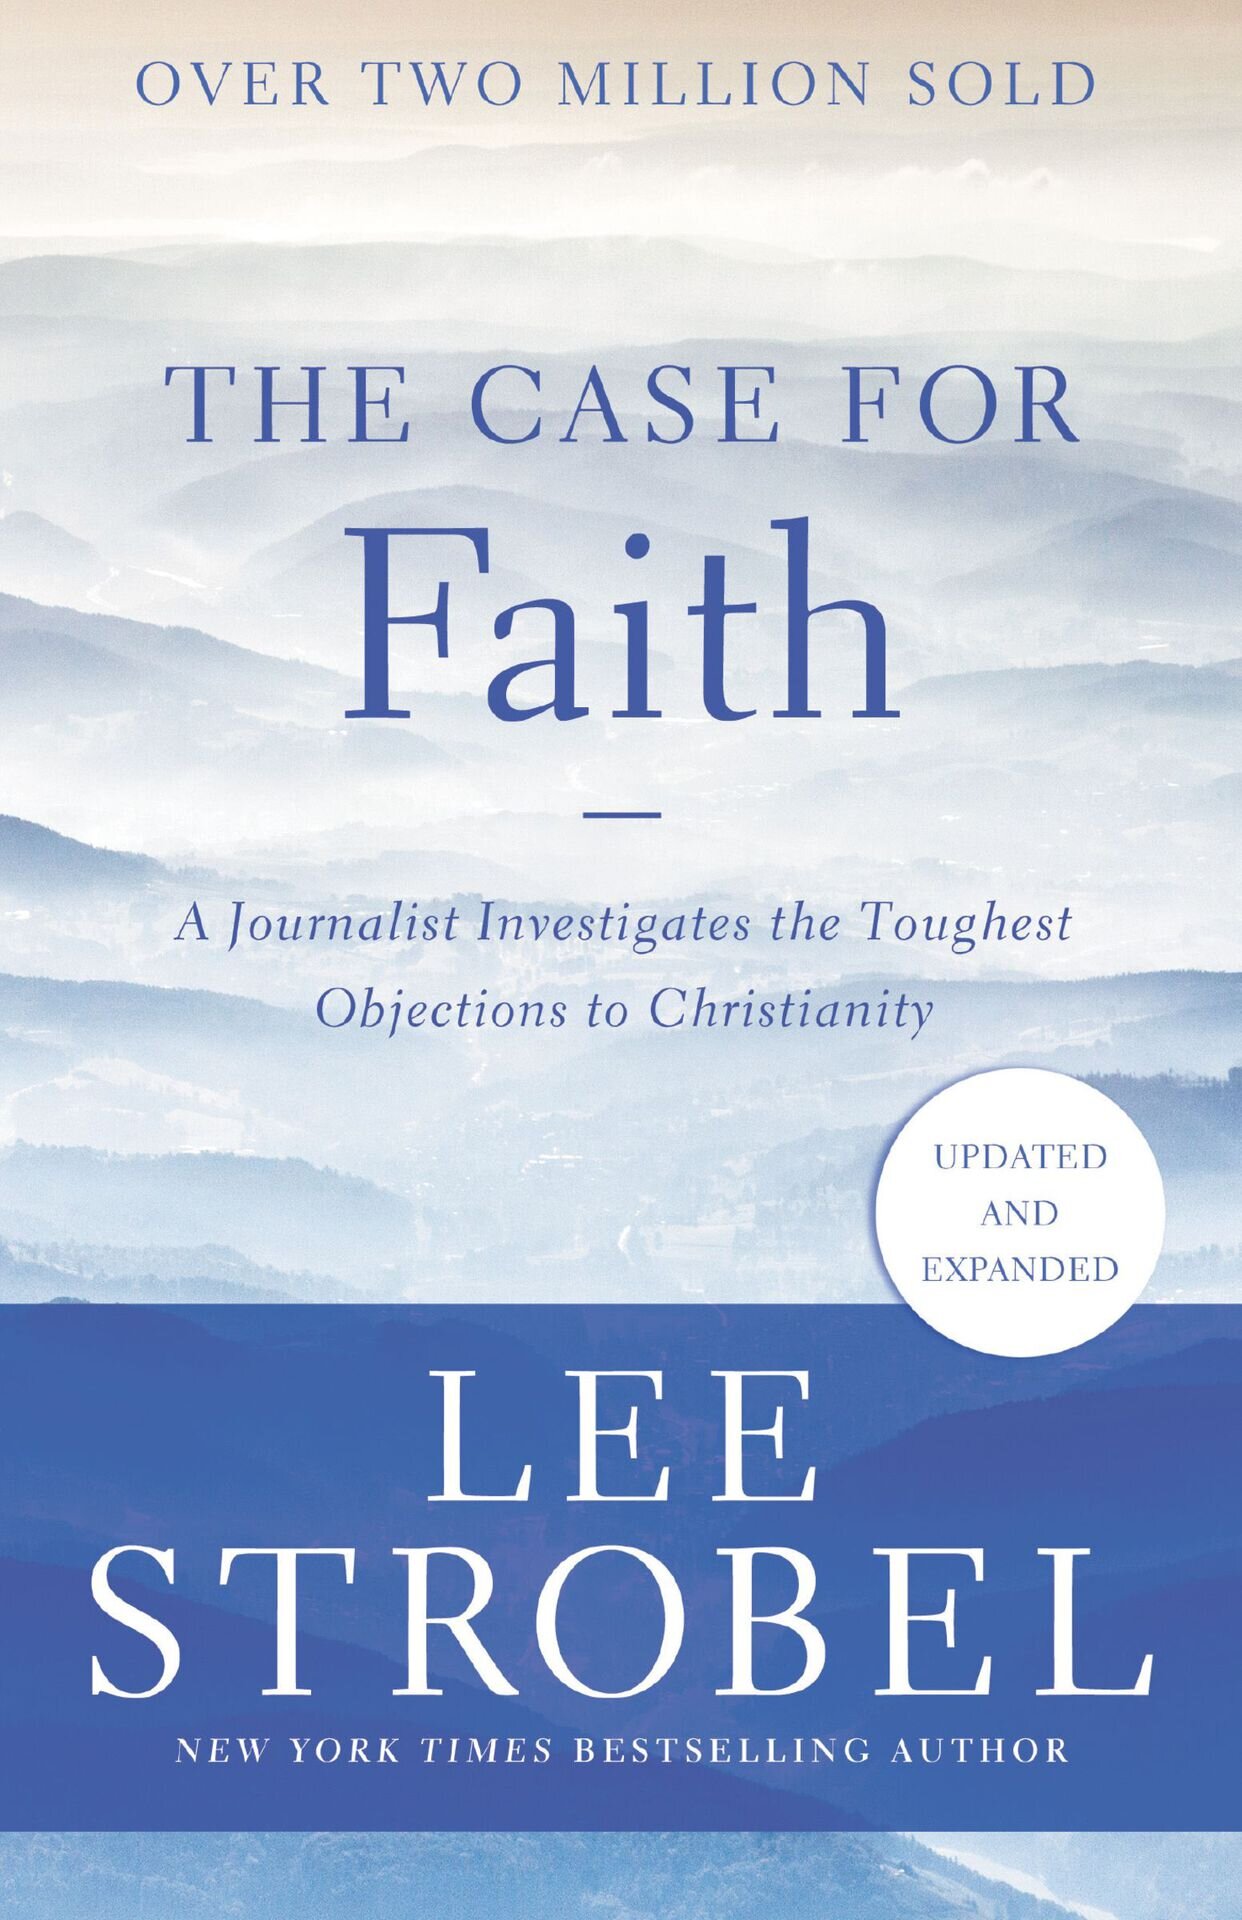 OVER TWO MILLION SOLD
THE CASE FOR
Faith
A Journalist Investigates the Toughest
Objections to Christianity
UPDATED
AND
EXPANDED
LEE
STROBEL
NEW YORK TIMES BESTSELLING AUTHOR